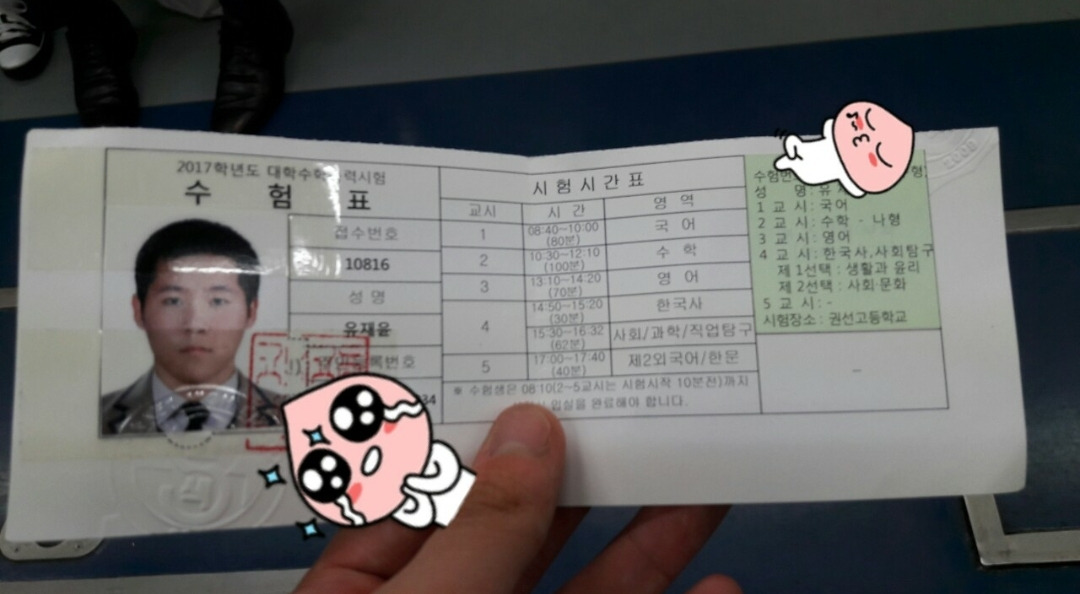 2017학년도 대학수학능력시험
수 험 표
접수번호
10816
성 명
유재윤
등록번호
34
시 험 시 간 표
교시 시 간 영 역
1 08:40~10:00 (80분) 국 어
2 10:30~12:10 (100분) 수 학
3 13:10~14:20 (70분) 영 어
4 14:50~15:20 (30분) 한국사
15:30~16:32 (62분) 사회/과학/직업탐구
5 17:00~17:40 (40분) 제2외국어/한문
※ 수험생은 08:10(2~5교시는 시험시작 10분전)까지
입실을 완료해야 합니다.
형)
성 명 : 유
1 교 시 : 국어
2 교 시 : 수학 - 나형
3 교 시 : 영어
4 교 시 : 한국사,사회탐구
제 1선택 : 생활과 윤리
제 2선택 : 사회·문화
5 교 시 : -
시험장소 : 권선고등학교
-